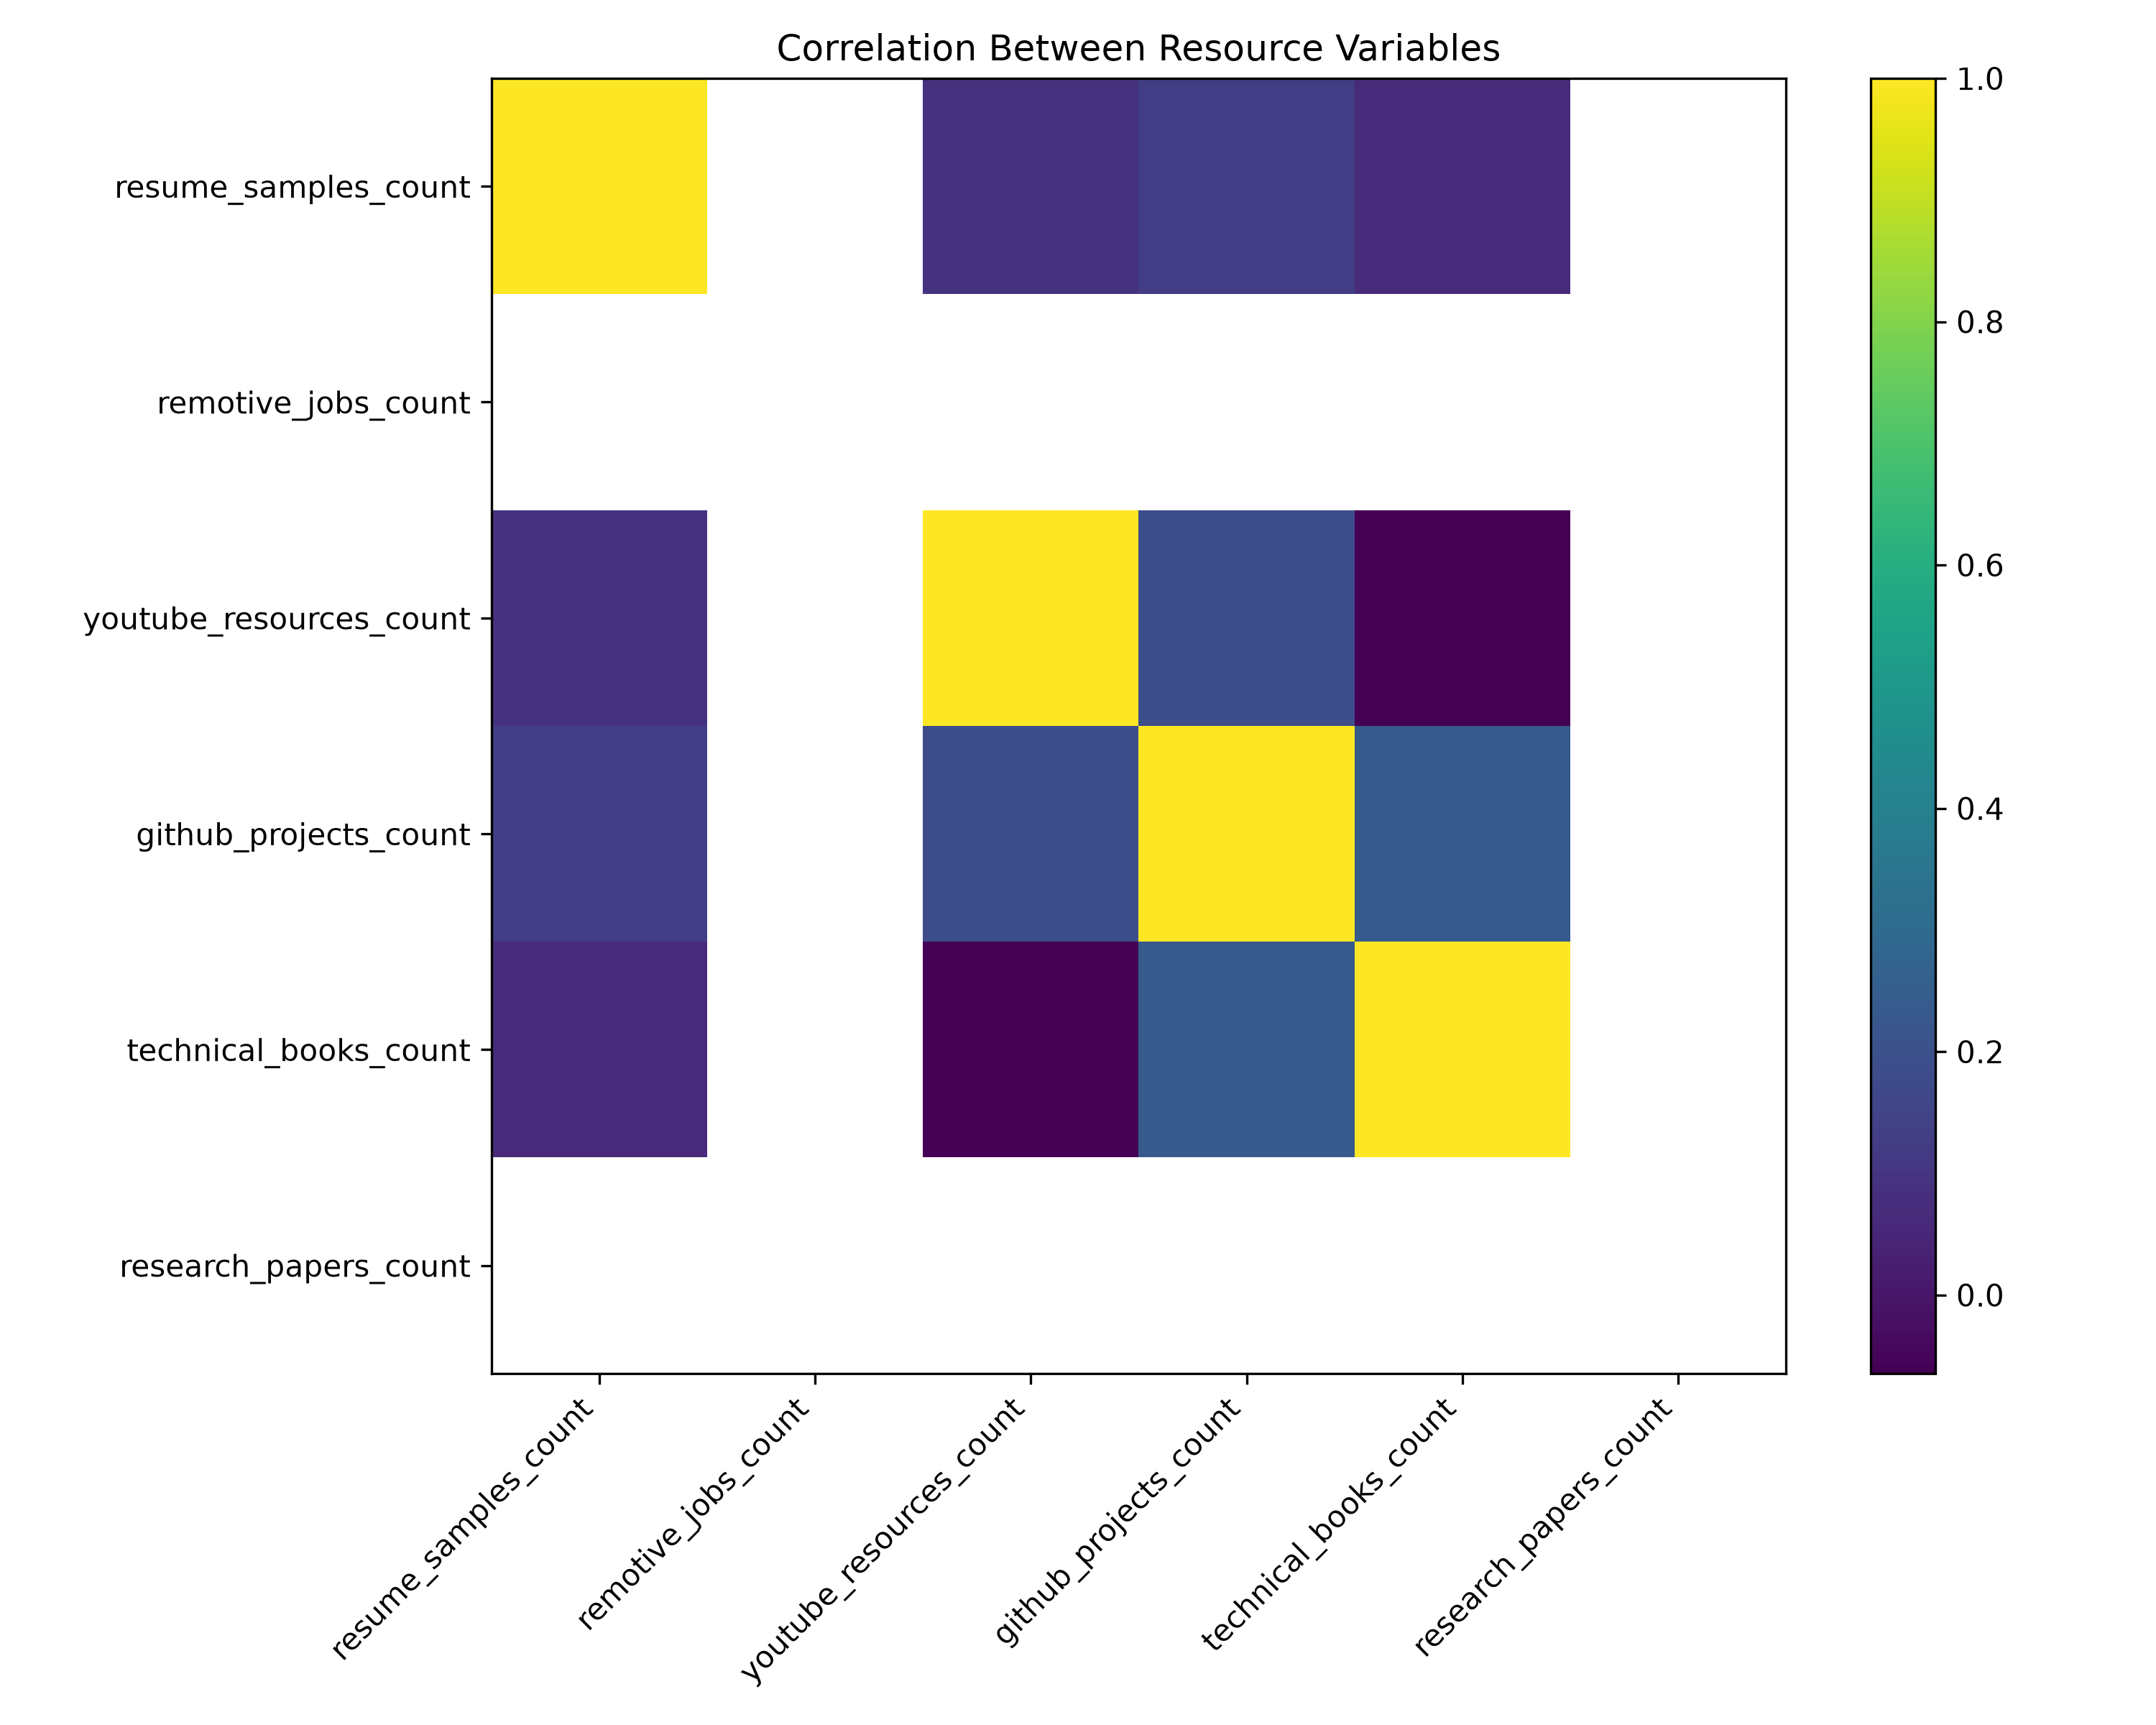 Correlation Between Resource Variables
resume_samples_count
remotive_jobs_count
youtube_resources_count
github_projects_count
technical_books_count
research_papers_count
resume_samples_count
remotive_jobs_count
youtube_resources_count
github_projects_count
technical_books_count
research_papers_count
1.0
0.8
0.6
0.4
0.2
0.0